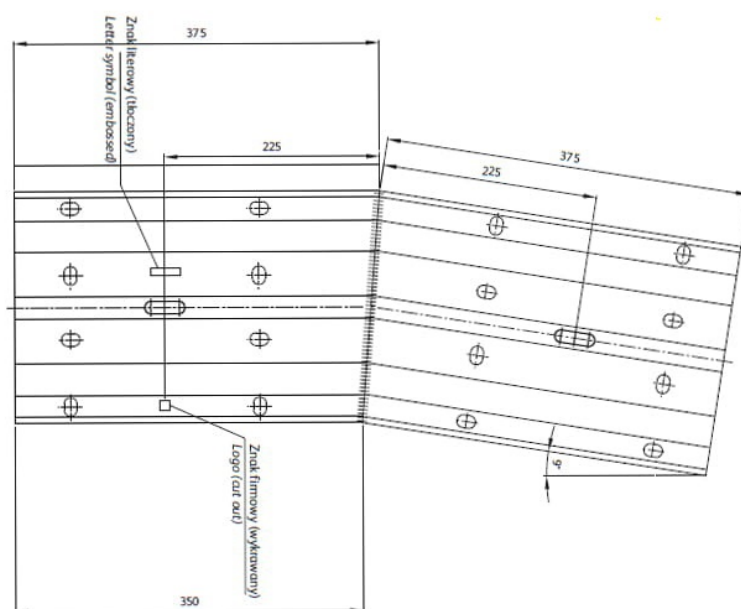 375
Znak literowy (tłoczony)
Letter symbol (embossed)
225
375
225
Znak firmowy (wykrawany)
Logo (cut out)
9°
350